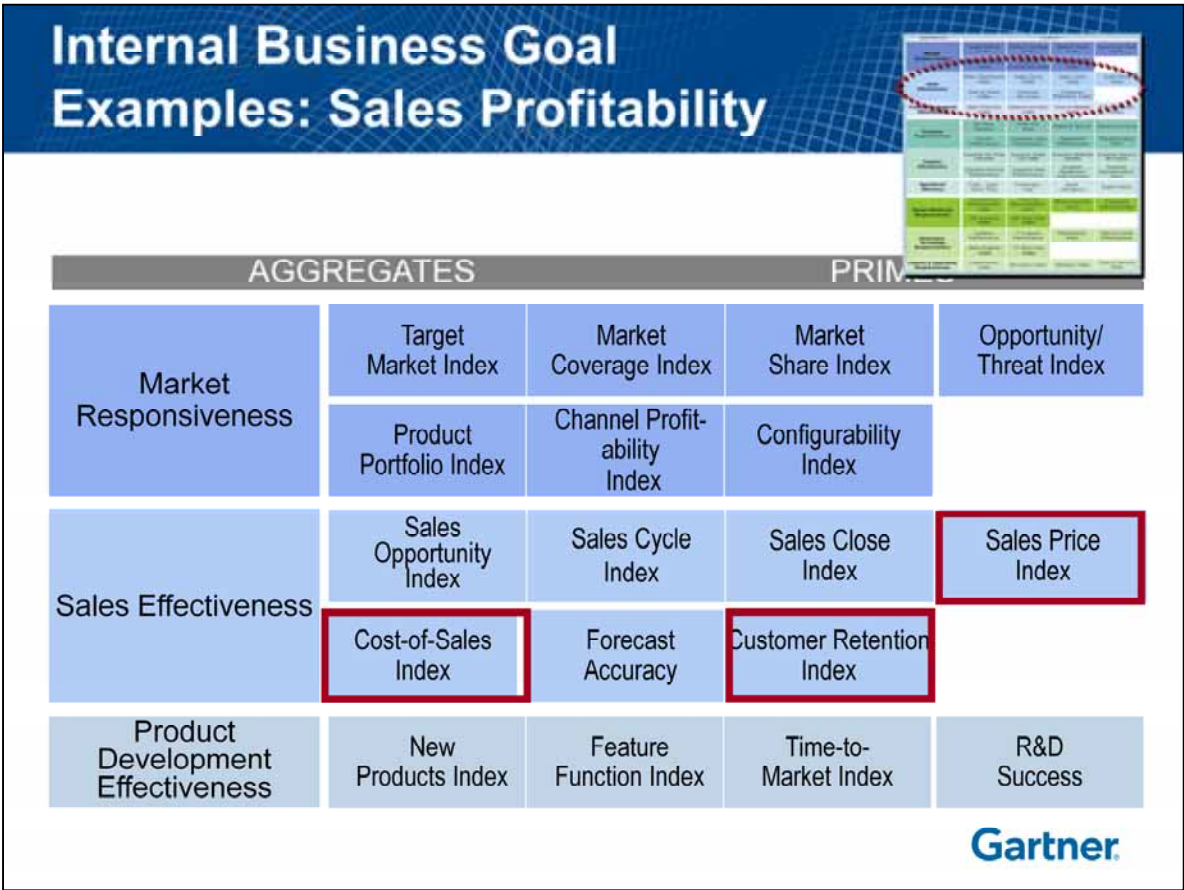 Internal Business Goal
Examples: Sales Profitability
AGGREGATES
Market
Responsiveness
Target
Market Index
Market
Coverage Index
Market
Share Index
Opportunity/
Threat Index
Product
Portfolio Index
Channel Profit-
ability
Index
Configurability
Index
Sales Effectiveness
Sales
Opportunity
Index
Sales Cycle
Index
Sales Close
Index
Sales Price
Index
Cost-of-Sales
Index
Forecast
Accuracy
Customer Retention
Index
Product
Development
Effectiveness
New
Products Index
Feature
Function Index
Time-to-
Market Index
R&D
Success
Gartner